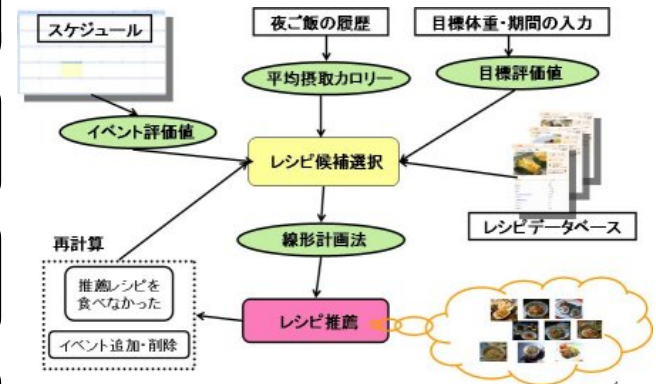 スケジュール
夜ご飯の履歴
目標体重・期間の入力
平均摂取カロリー
目標評価値
イベント評価値
レシピ候補選択
レシピデータベース
線形計画法
再計算
推薦レシピを
食べなかった
レシピ推薦
イベント追加・削除